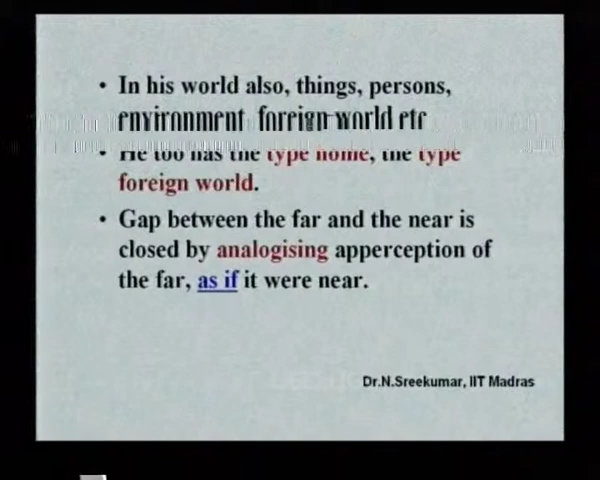 • In his world also, things, persons,
environment foreign world etc
• He too has the type home, the type
foreign world.
• Gap between the far and the near is
closed by analogising apperception of
the far, as if it were near.
Dr.N.Sreekumar, IIT Madras